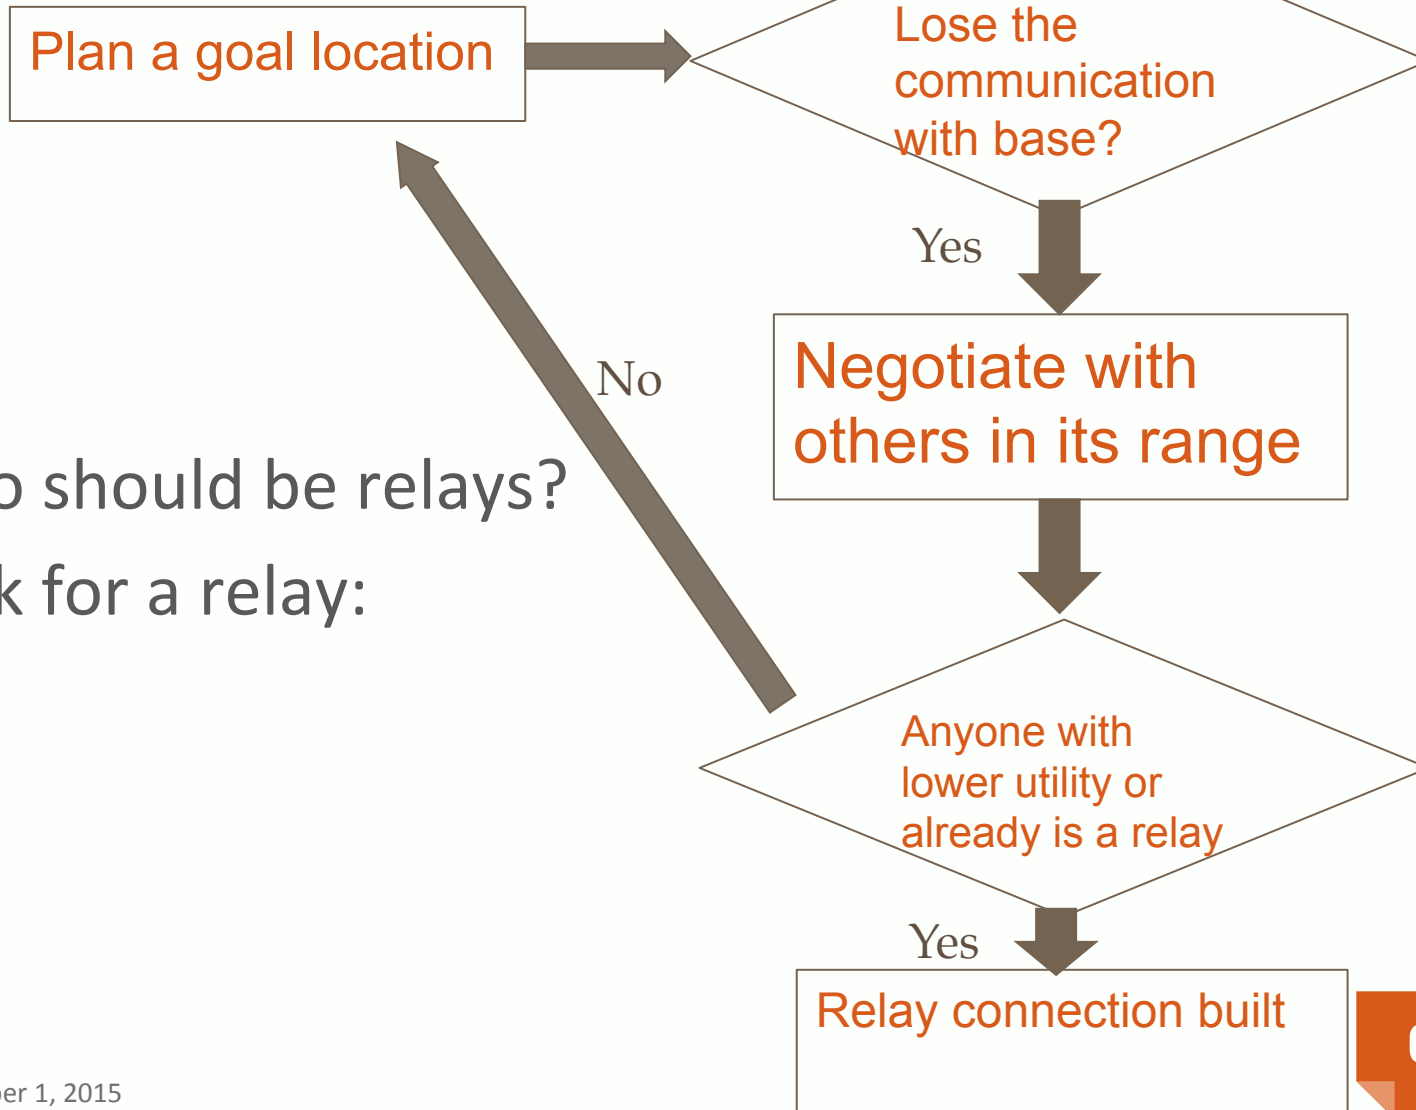 Plan a goal location
Lose the
communication
with base?
Yes
No
Negotiate with
others in its range
o should be relays?
k for a relay:
Anyone with
lower utility or
already is a relay
Yes
Relay connection built
er 1, 2015